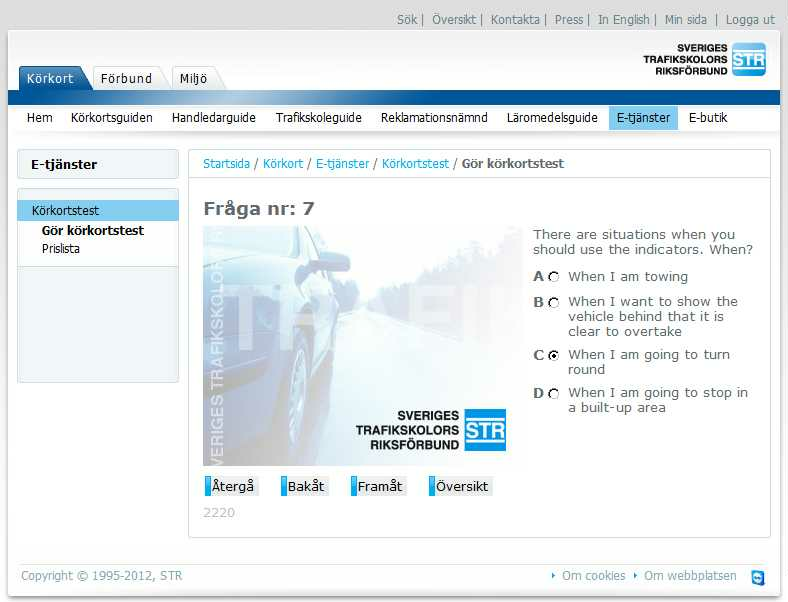 Sök | Översikt | Kontakta | Press | In English | Min sida | Logga ut
SVERIGES
TRAFIKSKOLORS
RIKSFÖRBUND
STR
Körkort Förbund Miljö
Hem Körkortsguiden Handledarguide Trafikskoleguide Reklamationsnämnd Läromedelsguide E-tjänster E-butik
E-tjänster
Körkortstest
Gör körkortstest
Prislista
Startsida / Körkort / E-tjänster / Körkortstest / Gör körkortstest
Fråga nr: 7
SVERIGES TRAFIKSKOLOR
TRAFI
VERIGES TRAFIKSKOLORS
SVERIGES
TRAFIKSKOLORS
RIKSFÖRBUND
STR
There are situations when you
should use the indicators. When?
A When I am towing
B When I want to show the
vehicle behind that it is
clear to overtake
C When I am going to turn
round
D When I am going to stop in
a built-up area
Återgå Bakåt Framåt Översikt
2220
Copyright © 1995-2012, STR
Om cookies Om webbplatsen